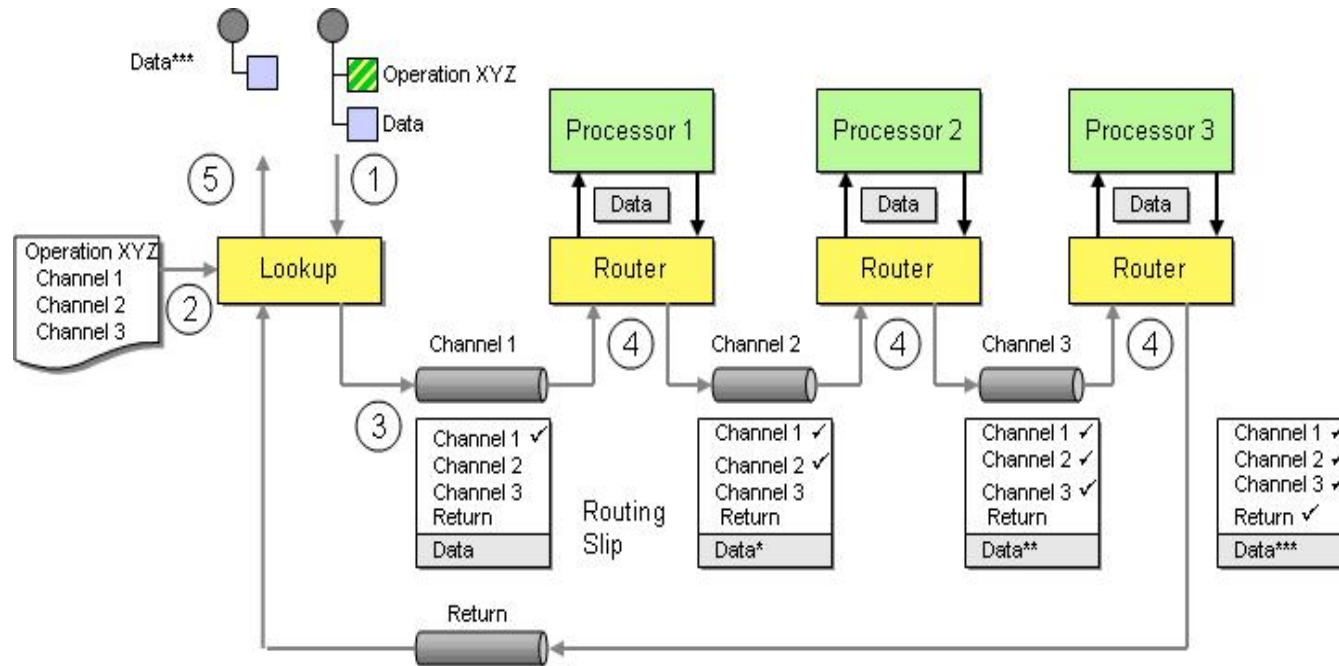 Data***
Operation XYZ
Data
Processor 1
Processor 2
Processor 3
5
1
Data
Data
Data
Operation XYZ
Channel 1
Channel 2
Channel 3
2
Lookup
Router
Router
Router
Channel 1
4
Channel 2
4
Channel 3
4
3
Channel 1 ✓
Channel 2
Channel 3
Return
Data
Routing
Slip
Channel 1 ✓
Channel 2 ✓
Channel 3
Return
Data*
Channel 1 ✓
Channel 2 ✓
Channel 3 ✓
Return
Data**
Channel 1 ✓
Channel 2 ✓
Channel 3 ✓
Return ✓
Data***
Return